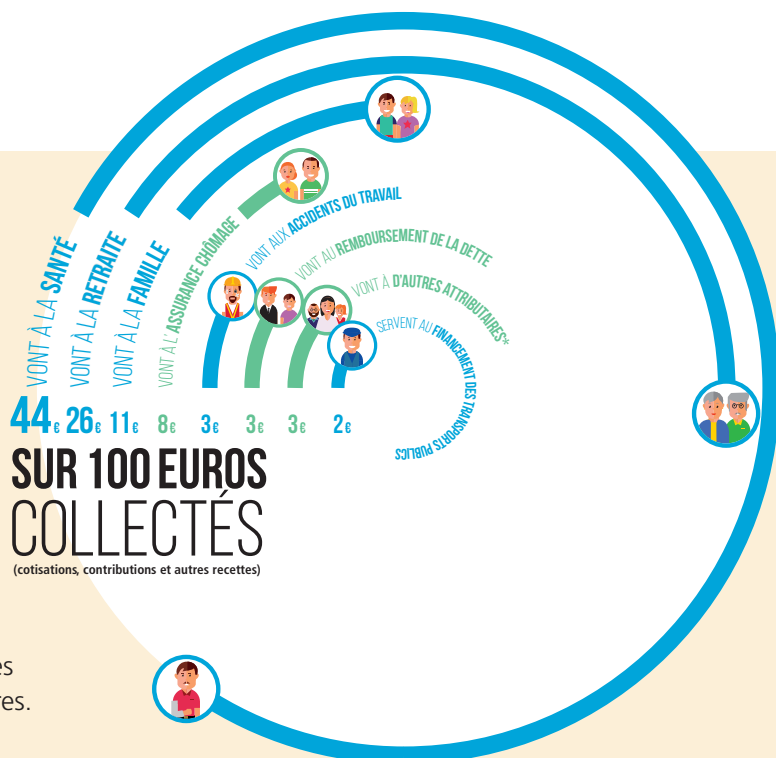 VONT À LA SANTÉ
VONT À LA RETRAITE
VONT À LA FAMILLE
VONT À L'ASSURANCE CHÔMAGE
VONT AUX ACCIDENTS DU TRAVAIL
VONT AU REMBOURSEMENT DE LA DETTE
VONT À D'AUTRES ATTRIBUTAIRES*
SERVENT AU FINANCEMENT DES TRANSPORTS PUBLICS
44€ 26€ 11€ 8€ 3€ 3€ 3€ 2€
SUR 100 EUROS
COLLECTÉS
(cotisations, contributions et autres recettes)